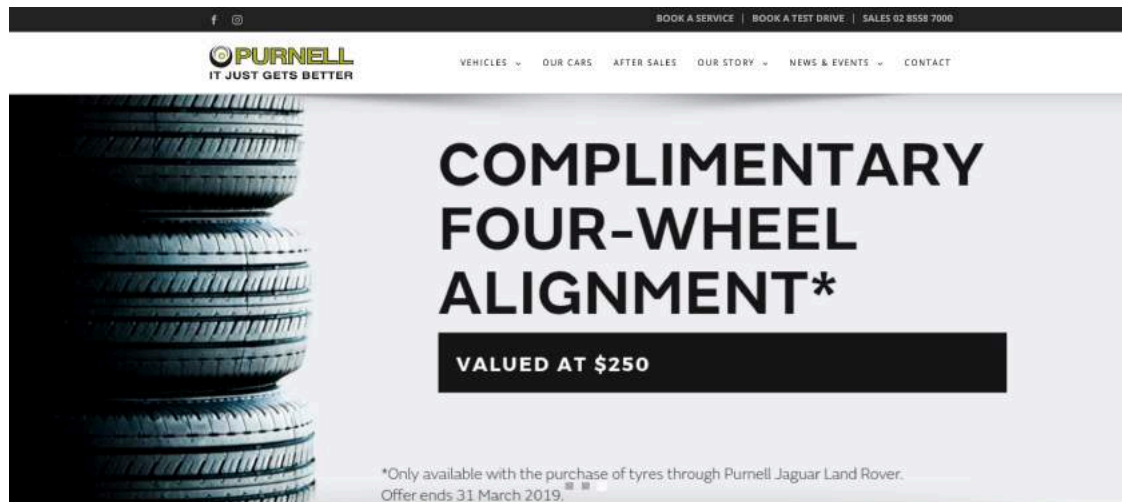 BOOK A SERVICE | BOOK A TEST DRIVE | SALES 02 8558 7000
PURNELL
IT JUST GETS BETTER
VEHICLES OUR CARS AFTER SALES OUR STORY NEWS & EVENTS CONTACT
COMPLIMENTARY
FOUR-WHEEL
ALIGNMENT*
VALUED AT $250
*Only available with the purchase of tyres through Purnell Jaguar Land Rover.
Offer ends 31 March 2019.